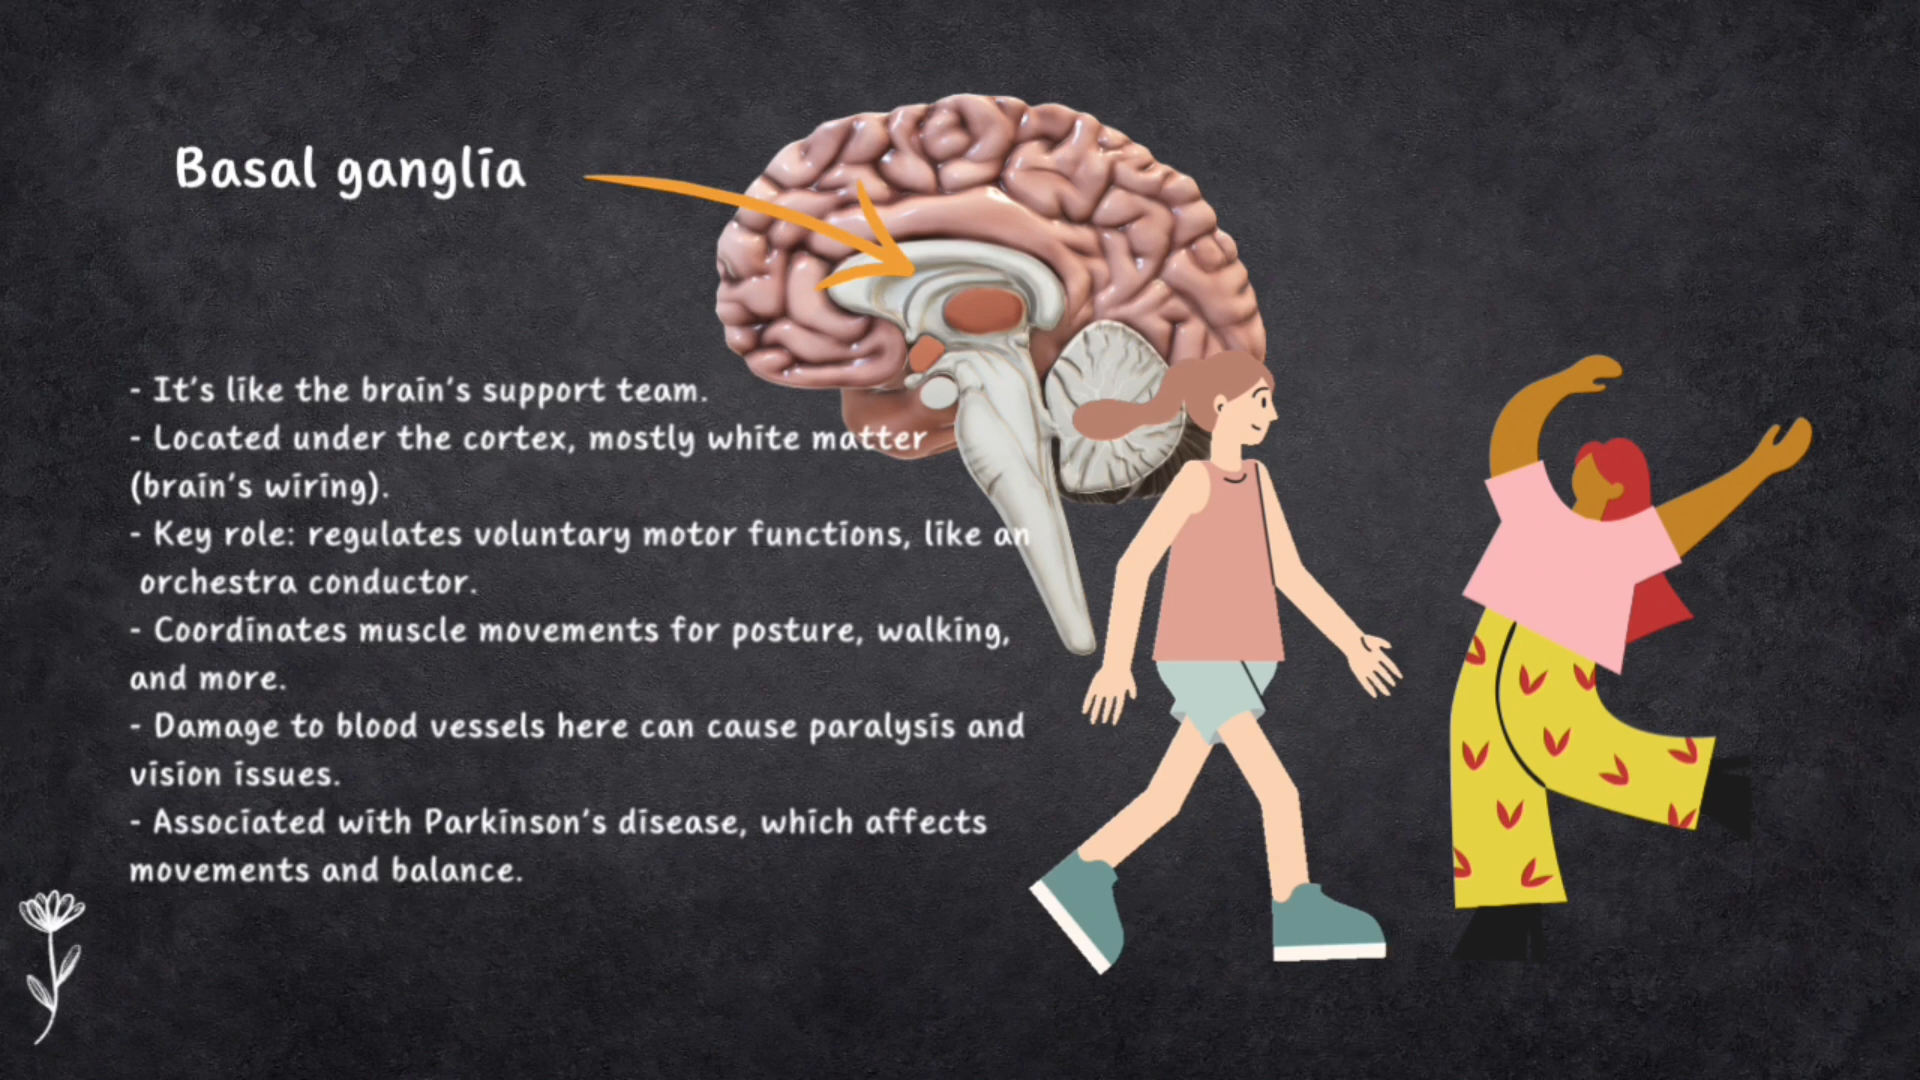 Basal ganglia
- It's like the brain's support team.
- Located under the cortex, mostly white matter
(brain's wiring).
- Key role: regulates voluntary motor functions, like an
orchestra conductor.
- Coordinates muscle movements for posture, walking,
and more.
- Damage to blood vessels here can cause paralysis and
vision issues.
- Associated with Parkinson's disease, which affects
movements and balance.